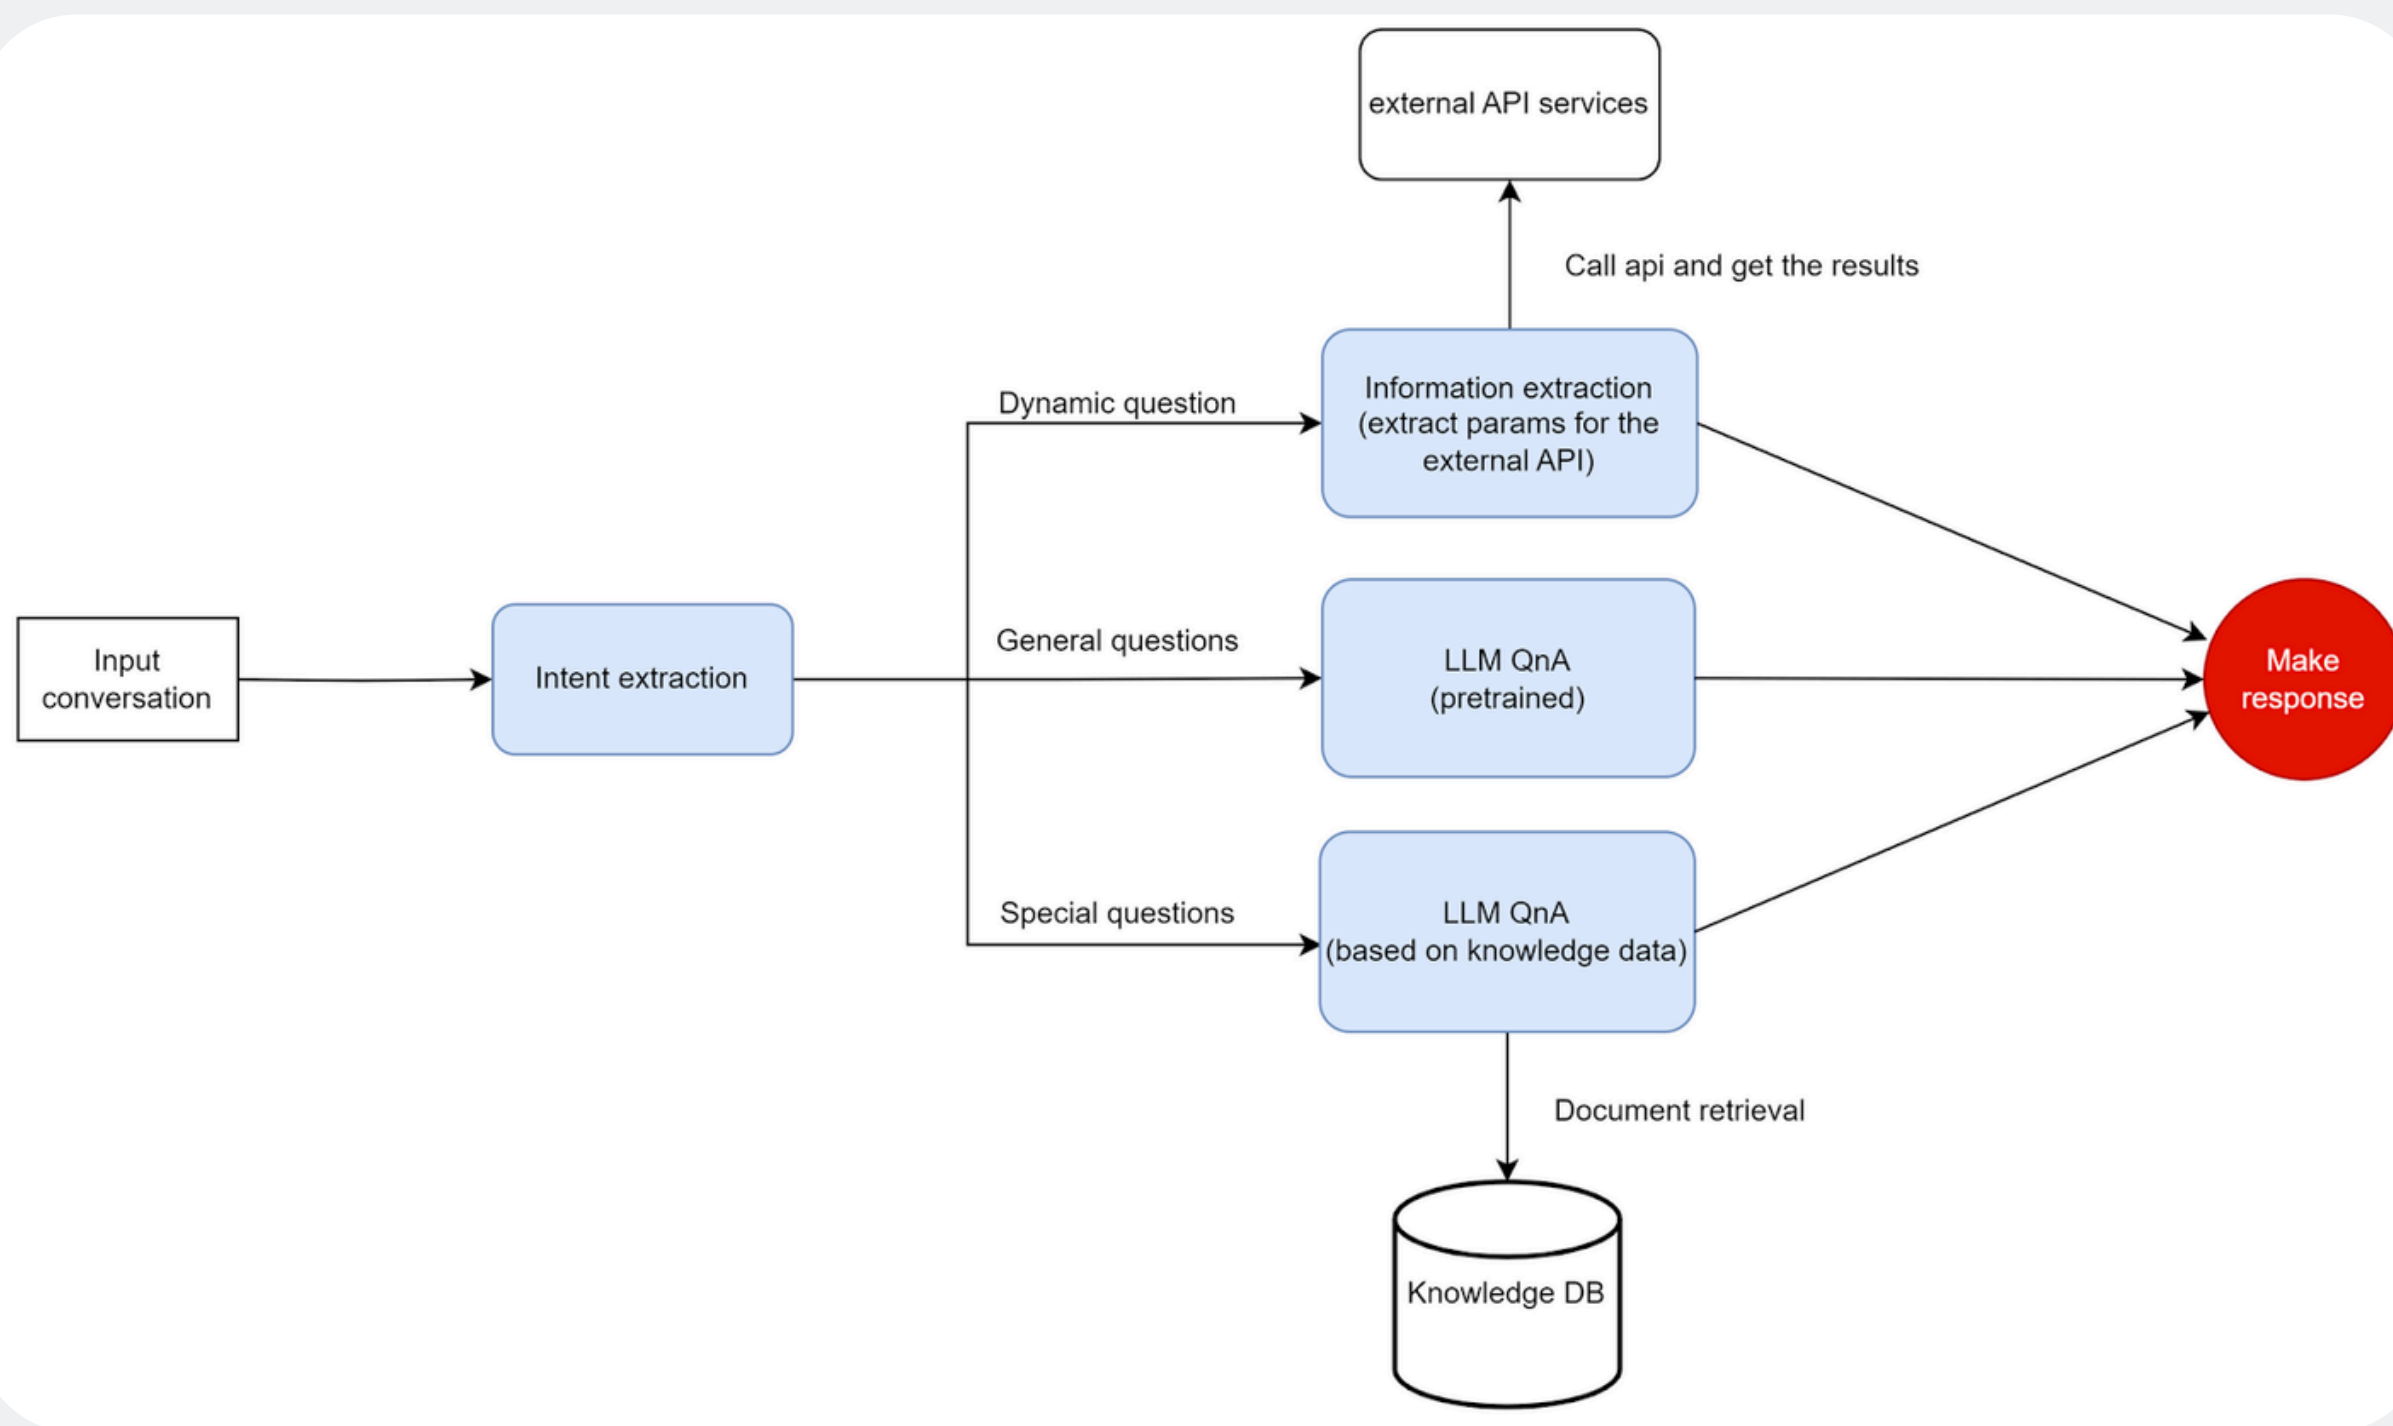 external API services
Call api and get the results
Dynamic question
Information extraction
(extract params for the
external API)
Input
conversation
Intent extraction
General questions
LLM QnA
(pretrained)
Make
response
Special questions
LLM QnA
(based on knowledge data)
Document retrieval
Knowledge DB